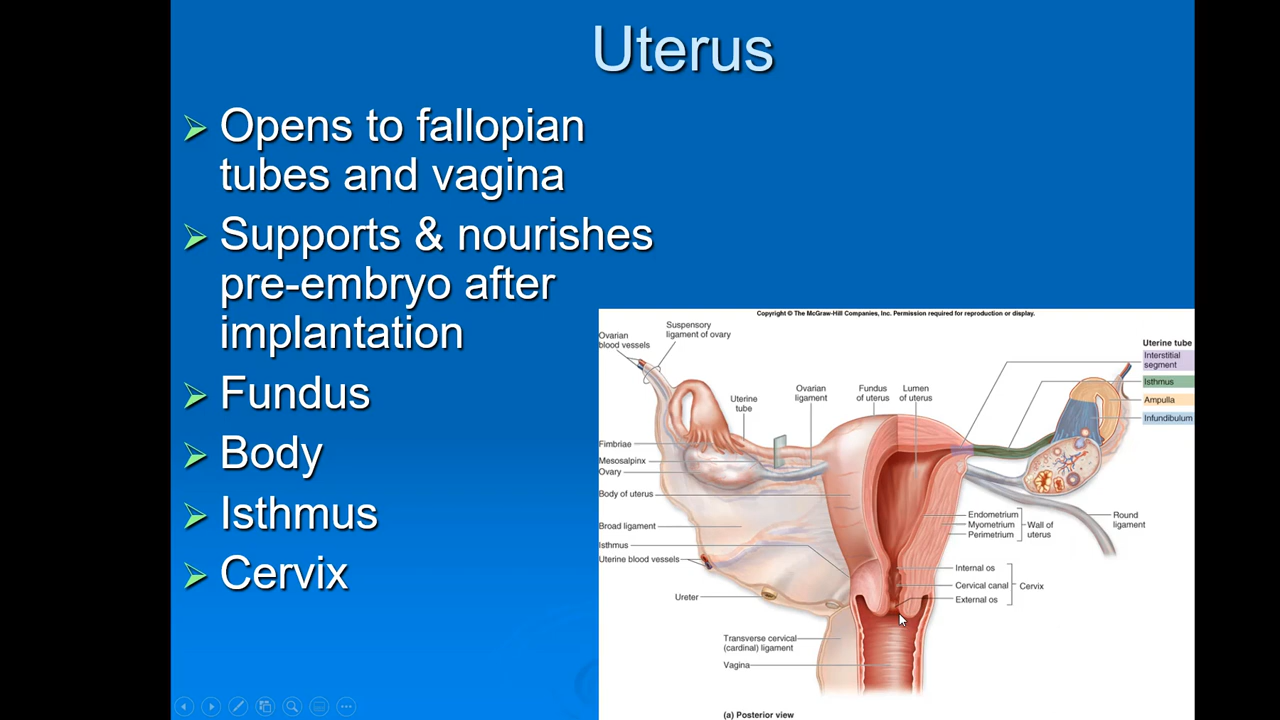 Uterus
Opens to fallopian
tubes and vagina
Supports & nourishes
pre-embryo after
implantation
Fundus
Body
Isthmus
Cervix
Copyright © The McGraw-Hill Companies, Inc. Permission required for reproduction or display.
Ovarian
blood vessels
Suspensory
ligament of ovary
Uterine
tube
Ovarian
ligament
Fundus
of uterus
Lumen
of uterus
Uterine tube
Interstitial
segment
Isthmus
Ampulla
Infundibulum
Fimbriae
Mesosalpinx
Ovary
Body of uterus
Broad ligament
Isthmus
Uterine blood vessels
Ureter
Transverse cervical
(cardinal) ligament
Vagina
Endometrium
Myometrium
Perimetrium
Wall of
uterus
Round
ligament
Internal os
Cervical canal
External os
Cervix
(a) Posterior view